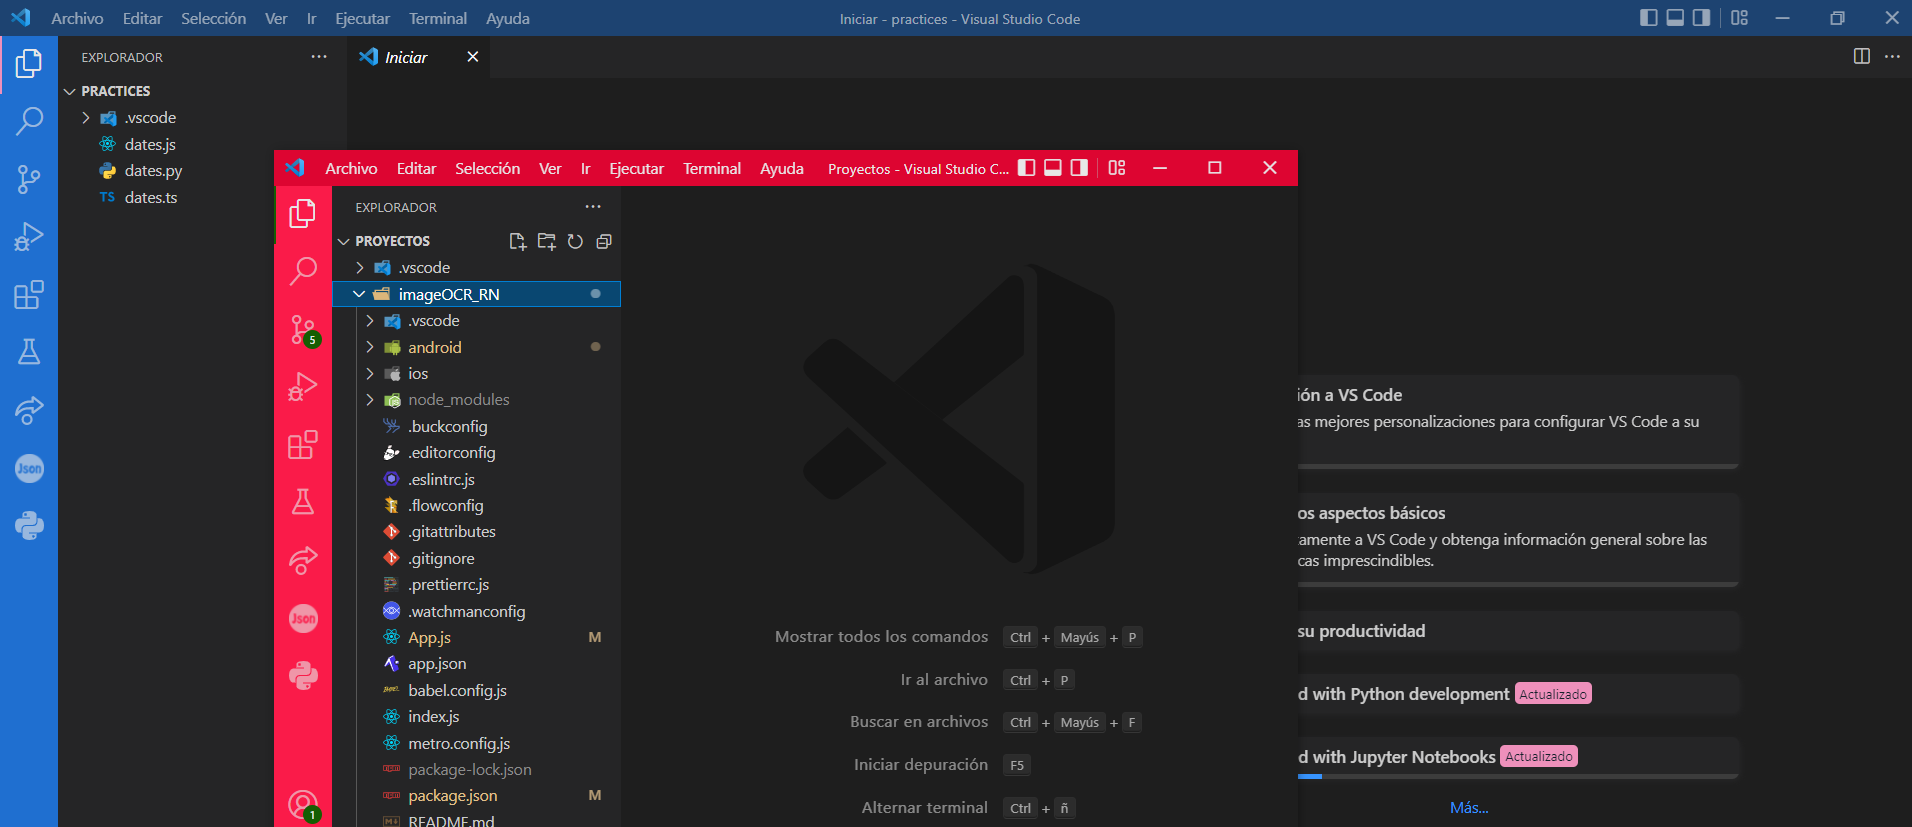 Archivo Editar Selección Ver Ir Ejecutar Terminal Ayuda
Iniciar - practices - Visual Studio Code
EXPLORADOR
Iniciar
PRACTICES
.vscode
dates.js
dates.py
TS dates.ts
Json
Archivo Editar Selección Ver Ir Ejecutar Terminal Ayuda
Proyectos - Visual Studio C...
EXPLORADOR
PROYECTOS
.vscode
imageOCR_RN
.vscode
5
android
ios
node_modules
.buckconfig
.editorconfig
.eslintrc.js
.flowconfig
.gitattributes
.gitignore
.prettierrc.js
.watchmanconfig
Json
App.js M
app.json
babel.config.js
index.js
metro.config.js
package-lock.json
package.json M
1
README.md
Mostrar todos los comandos Ctrl + Mayús + P
Ir al archivo Ctrl + P
Buscar en archivos Ctrl + Mayús + F
Iniciar depuración F5
Alternar terminal Ctrl + ñ
ión a VS Code
as mejores personalizaciones para configurar VS Code a su
os aspectos básicos
tamente a VS Code y obtenga información general sobre las
cas imprescindibles.
su productividad
d with Python development Actualizado
d with Jupyter Notebooks Actualizado
Más...